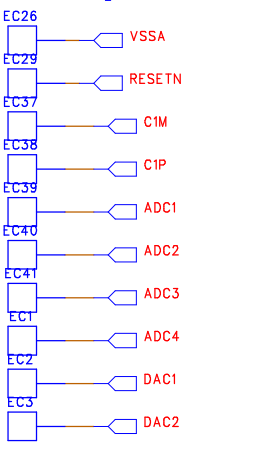 EC26
VSSA
EC29
RESETN
EC37
C1M
EC38
C1P
EC39
ADC1
EC40
ADC2
EC41
ADC3
EC1
ADC4
EC2
DAC1
EC3
DAC2